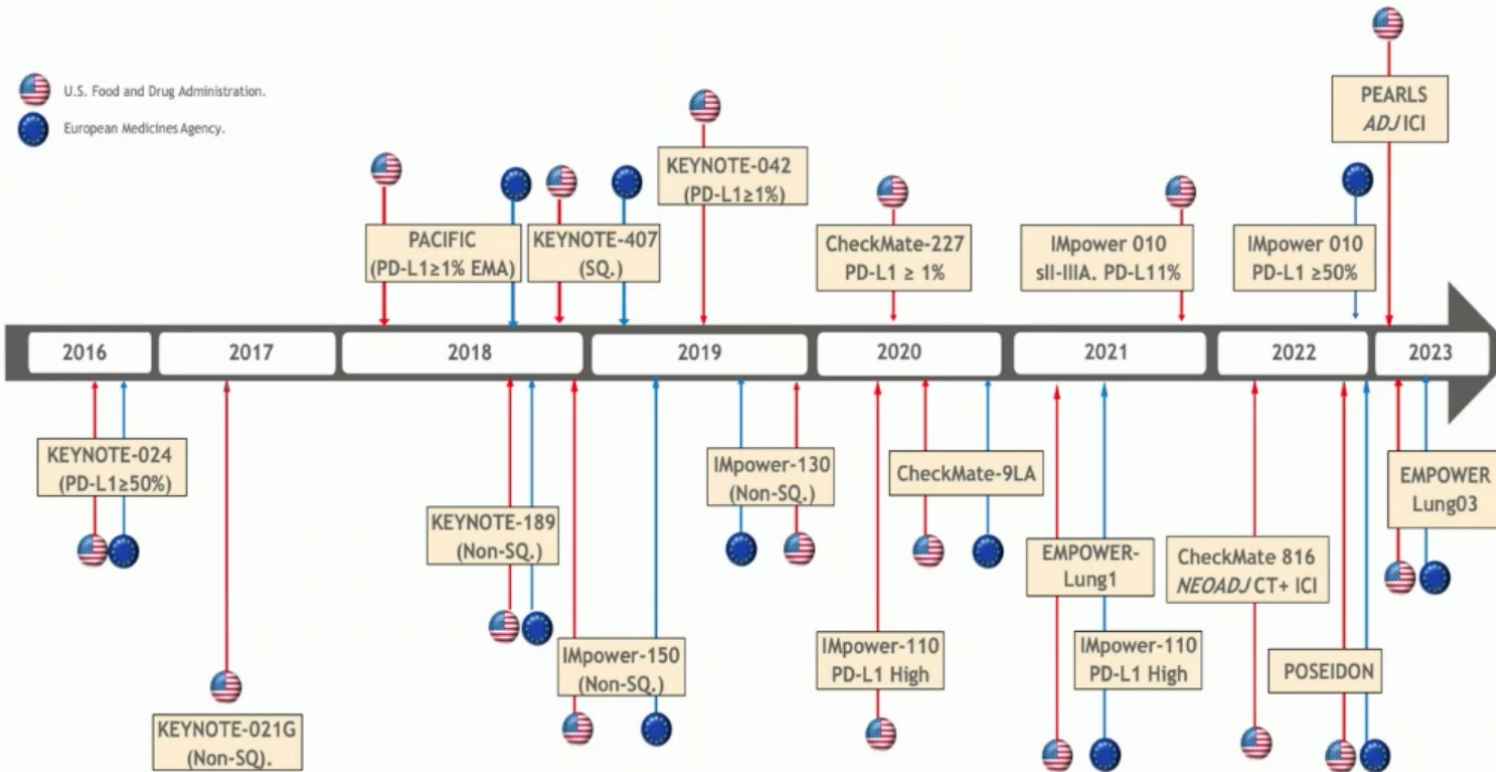 U.S. Food and Drug Administration.
European Medicines Agency.
PEARLS
ADJ ICI
KEYNOTE-042
(PD-L1≥1%)
PACIFIC
(PD-L1≥1% EMA)
KEYNOTE-407
(SQ.)
CheckMate-227
PD-L1 ≥ 1%
IMpower 010
sII-IIIA. PD-L11%
IMpower 010
PD-L1 ≥50%
2016
2017
2018
2019
2020
2021
2022
2023
KEYNOTE-024
(PD-L1≥50%)
KEYNOTE-189
(Non-SQ.)
IMpower-130
(Non-SQ.)
CheckMate-9LA
EMPOWER
Lung03
EMPOWER-
Lung1
CheckMate 816
NEOADJ CT+ ICI
IMpower-150
(Non-SQ.)
IMpower-110
PD-L1 High
IMpower-110
PD-L1 High
POSEIDON
KEYNOTE-021G
(Non-SQ).